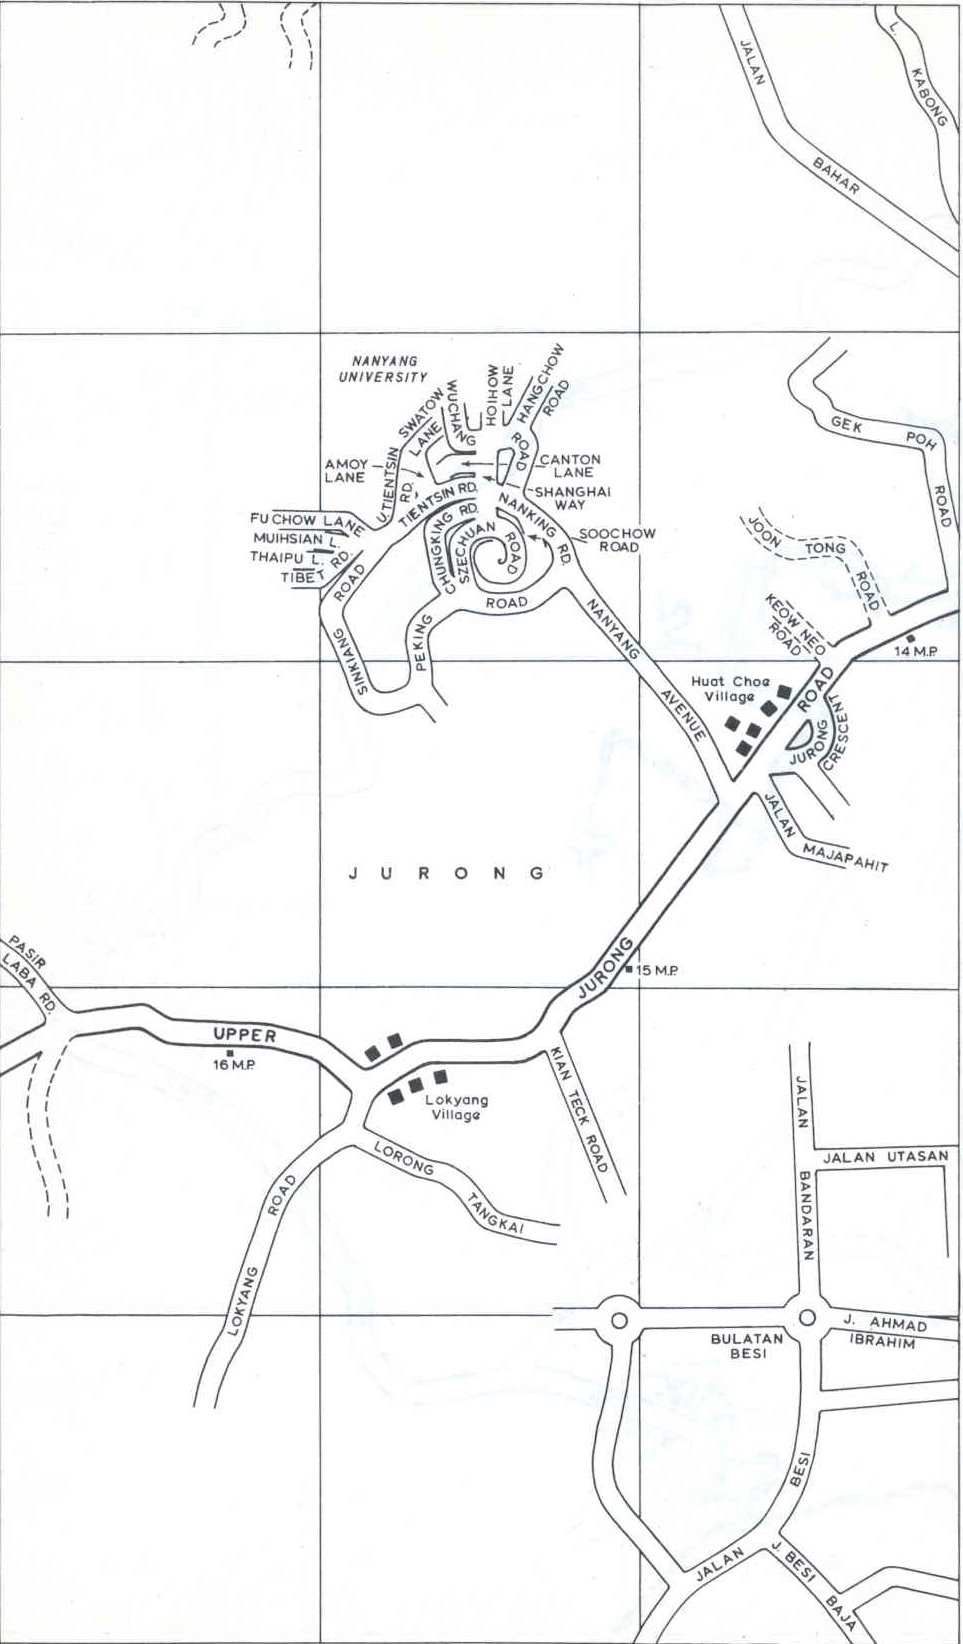 JALAN BAHAR
L. KABONG
NANYANG
UNIVERSITY
SWATOW LANE
WUCHANG ROAD
HOIHOW
LANE
HANGCHOW
ROAD
AMOY
LANE
U. TIENTSIN
RD.
CANTON
LANE
SHANGHAI
WAY
TIENTSIN RD.
FUCHOW LANE
MUIHSIAN L.
THAIPU L.
TIBET RD.
CHUNGKING RD.
SZECHUAN ROAD
NANKING RD.
SOOCHOW
ROAD
SINKIANG ROAD
PEKING ROAD
NANYANG AVENUE
GEK POH ROAD
JOON TONG ROAD
KEOW NEO
ROAD
14 M.P.
Huat Choe
Village
JURONG
CRESCENT
JALAN MAJAPAHIT
JURONG
15 M.P.
PASIR
LABA RD.
UPPER JURONG ROAD
16 M.P.
Lokyang
Village
KIAN TECK ROAD
LORONG TANGKAI
LOKYANG ROAD
JALAN BANDARAN
JALAN UTASAN
BULATAN
BESI
J. AHMAD
IBRAHIM
JALAN BESI
J. BESI BAJA